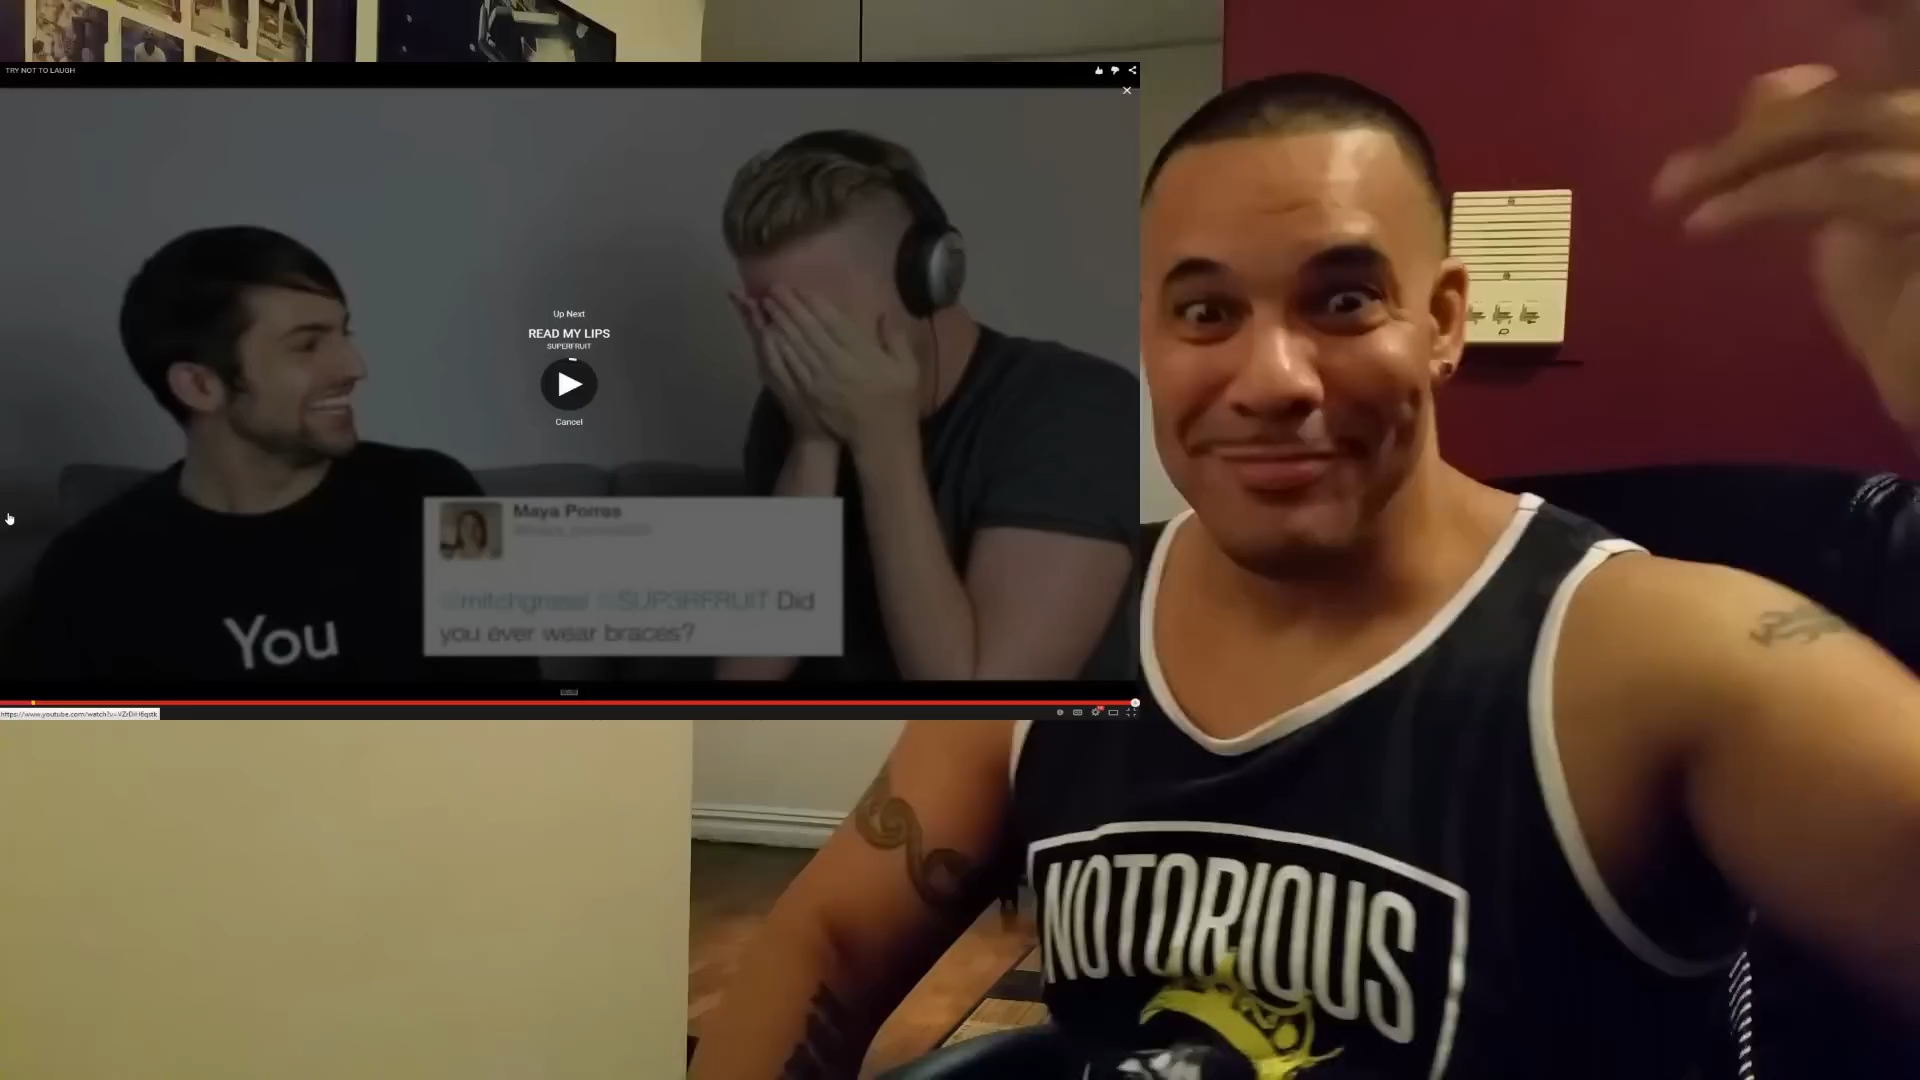 TRY NOT TO LAUGH
Up Next
READ MY LIPS
SUPERFRUIT
Cancel
Maya Porras
@mitchgrassi @SUP3RFRUIT Did
you ever wear braces?
You
NOTORIOUS